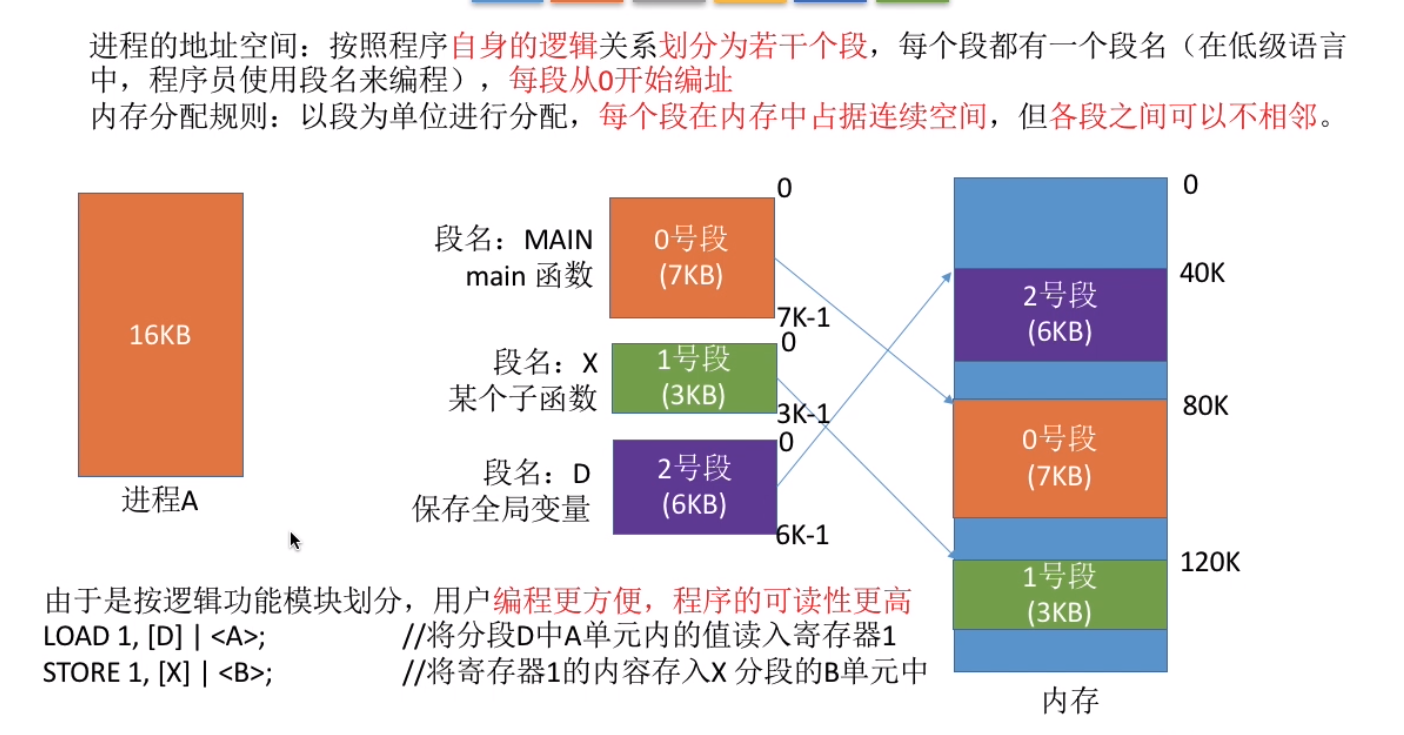 进程的地址空间：按照程序自身的逻辑关系划分为若干个段，每个段都有一个段名（在低级语言
中，程序员使用段名来编程），每段从0开始编址
内存分配规则：以段为单位进行分配，每个段在内存中占据连续空间，但各段之间可以不相邻。
16KB
进程A
段名：MAIN
main 函数
0号段
(7KB)
0
7K-1
段名：X
某个子函数
1号段
(3KB)
0
3K-1
段名：D
保存全局变量
2号段
(6KB)
0
6K-1
0
40K
2号段
(6KB)
80K
0号段
(7KB)
120K
1号段
(3KB)
内存
由于是按逻辑功能模块划分，用户编程更方便，程序的可读性更高
LOAD 1, [D] | <A>; //将分段D中A单元内的值读入寄存器1
STORE 1, [X] | <B>; //将寄存器1的内容存入X 分段的B单元中